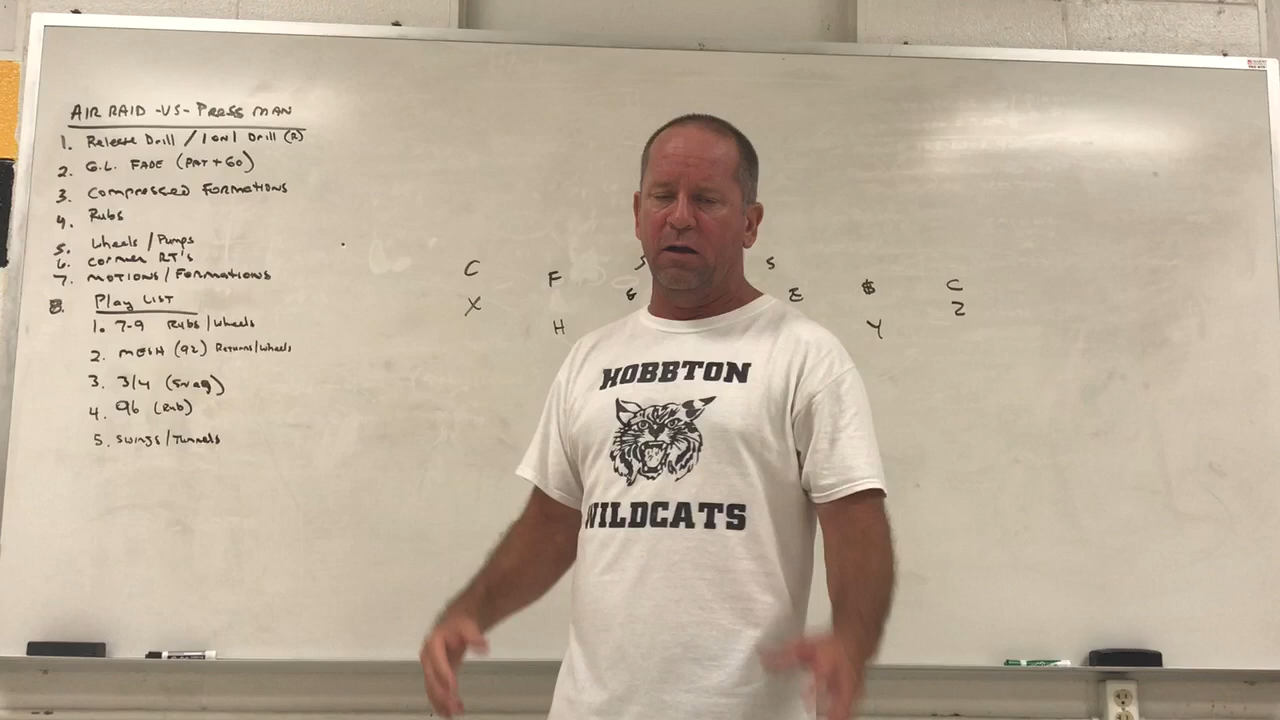 AIR RAID -VS- PRESS MAN
1. Release Drill / 1 on 1 Drill (R)
2. G.L. FADE (PAT + GO)
3. COMPRESSED FORMATIONS
4. Rubs
5. Wheels / Pumps
6. CORNER RT'S
7. MOTIONS / FORMATIONS
8. Play LIST
1. 7-9 Rubs / Wheels
2. MESH (92) Returns / Wheels
3. 3/4 (Snag)
4. 96 (Rub)
5. SWINGS / TUNNELS
C F S S $ C
X E Z
H Y
HOBBTON
WILDCATS